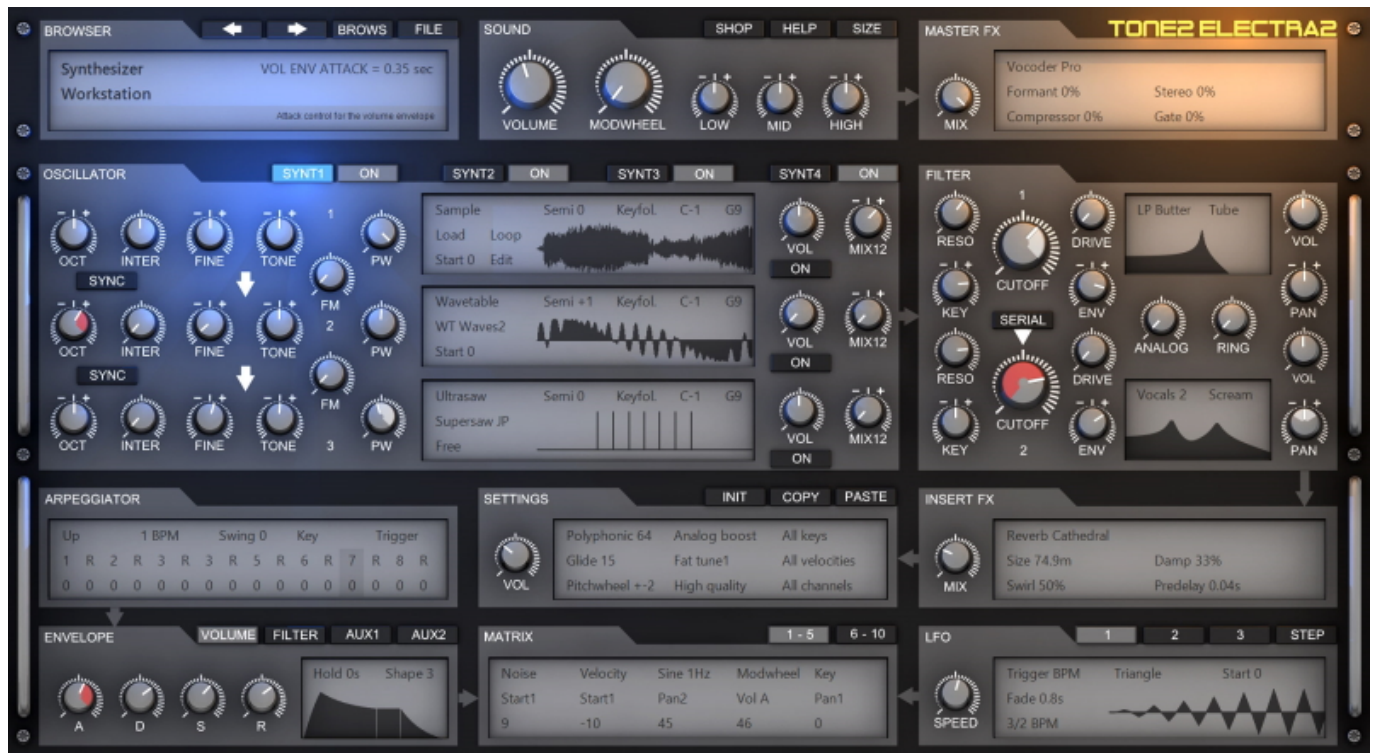 BROWSER BROWS FILE
Synthesizer VOL ENV ATTACK = 0.35 sec
Workstation
Attack control for the volume envelope
SOUND SHOP HELP SIZE
VOLUME MODWHEEL LOW MID HIGH
MASTER FX TONE2 ELECTRA2
Vocoder Pro
Formant 0% Stereo 0%
Compressor 0% Gate 0%
MIX
OSCILLATOR SYNT1 ON SYNT2 ON SYNT3 ON SYNT4 ON
1
OCT INTER FINE TONE PW
SYNC
FM
Sample Semi 0 Keyfol. C-1 G9
Load Loop
Start 0 Edit
VOL MIX12
ON
2
OCT INTER FINE TONE PW
SYNC
FM
Wavetable Semi +1 Keyfol. C-1 G9
WT Waves2
Start 0
VOL MIX12
ON
OCT INTER FINE TONE 3 PW
Ultrasaw Semi 0 Keyfol. C-1 G9
Supersaw JP
Free
VOL MIX12
ON
FILTER
1
RESO DRIVE
CUTOFF
KEY ENV
LP Butter Tube
VOL
PAN
SERIAL
ANALOG RING
RESO DRIVE
CUTOFF
KEY 2 ENV
Vocals 2 Scream
VOL
PAN
ARPEGGIATOR
Up 1 BPM Swing 0 Key Trigger
1 R 2 R 3 R 3 R 5 R 6 R 7 R 8 R
0 0 0 0 0 0 0 0 0 0 0 0 0 0 0 0
SETTINGS INIT COPY PASTE
VOL
Polyphonic 64 Analog boost All keys
Glide 15 Fat tune1 All velocities
Pitchwheel +-2 High quality All channels
INSERT FX
MIX
Reverb Cathedral
Size 74.9m Damp 33%
Swirl 50% Predelay 0.04s
ENVELOPE VOLUME FILTER AUX1 AUX2
A D S R
Hold 0s Shape 3
MATRIX 1 - 5 6 - 10
Noise Velocity Sine 1Hz Modwheel Key
Start1 Start1 Pan2 Vol A Pan1
9 -10 45 46 0
LFO 1 2 3 STEP
SPEED
Trigger BPM Triangle Start 0
Fade 0.8s
3/2 BPM